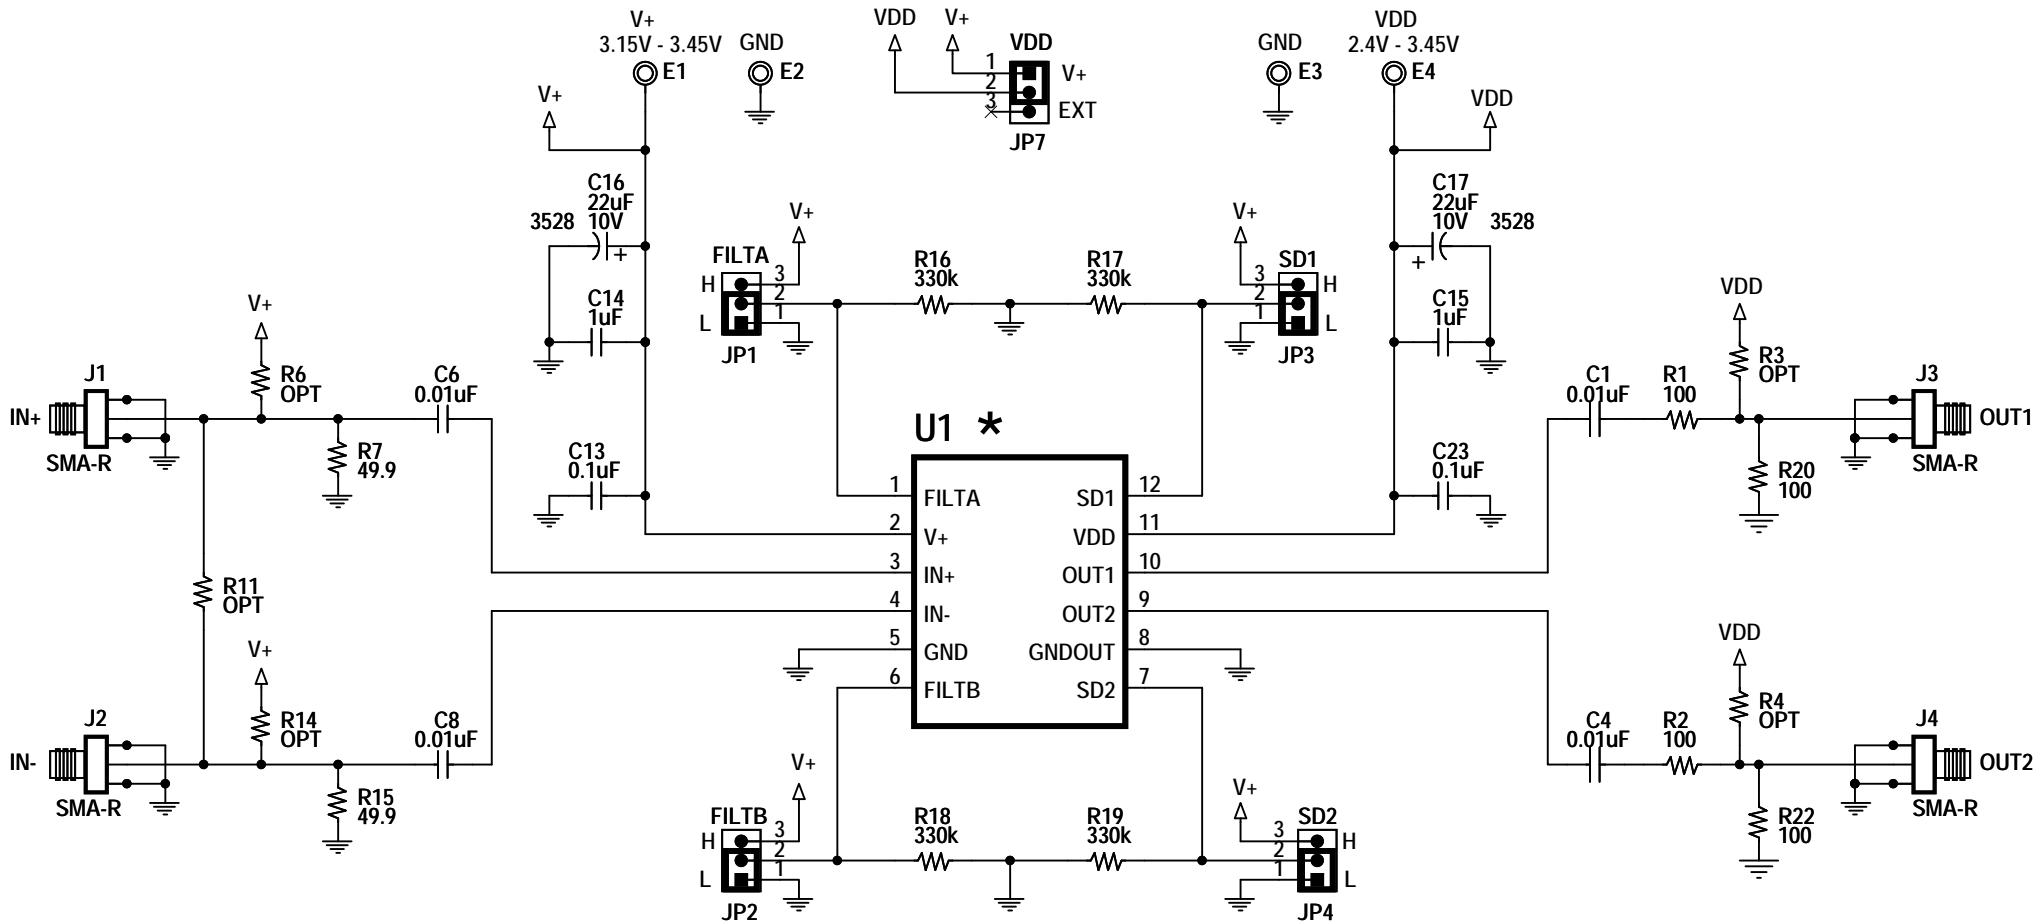 V+
3.15V - 3.45V
E1
GND
E2
VDD
V+
VDD
1
2
3
V+
EXT
JP7
GND
E3
VDD
2.4V - 3.45V
E4
V+
VDD
C16
22uF
10V
3528
+
C14
1uF
C13
0.1uF
C17
22uF
10V
3528
+
C15
1uF
C23
0.1uF
FILTA
V+
H
L
3
2
1
JP1
R16
330k
R17
330k
V+
SD1
3
2
1
H
L
JP3
J1
IN+
SMA-R
V+
R6
OPT
R7
49.9
C6
0.01uF
R11
OPT
J2
IN-
SMA-R
V+
R14
OPT
R15
49.9
C8
0.01uF
U1 *
1 FILTA
2 V+
3 IN+
4 IN-
5 GND
6 FILTB
SD1 12
VDD 11
OUT1 10
OUT2 9
GNDOUT 8
SD2 7
C1
0.01uF
R1
100
VDD
R3
OPT
R20
100
J3
OUT1
SMA-R
C4
0.01uF
R2
100
VDD
R4
OPT
R22
100
J4
OUT2
SMA-R
FILTB
V+
H
L
3
2
1
JP2
R18
330k
R19
330k
V+
SD2
3
2
1
H
L
JP4